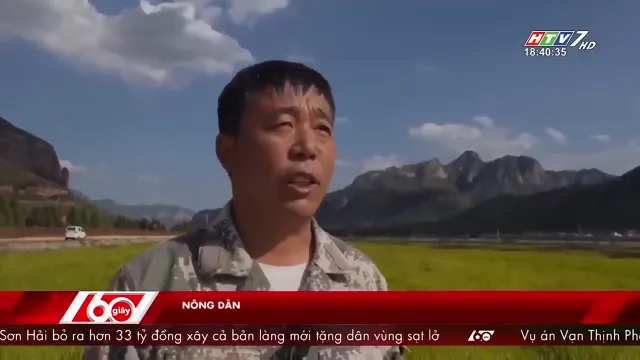 HTV7 HD
18:40:35
60 giây
NÔNG DÂN
Sơn Hải bỏ ra hơn 33 tỷ đồng xây cả bản làng mới tặng dân vùng sạt lở 60 Vụ án Vạn Thịnh Ph